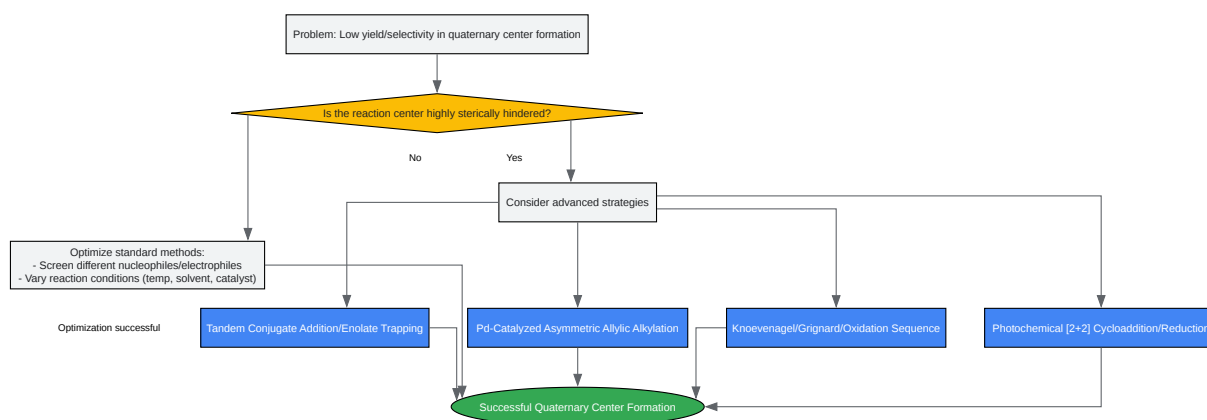 Problem: Low yield/selectivity in quaternary center formation
Is the reaction center highly sterically hindered?
No
Yes
Consider advanced strategies
Optimize standard methods:
- Screen different nucleophiles/electrophiles
- Vary reaction conditions (temp, solvent, catalyst)
Optimization successful
Tandem Conjugate Addition/Enolate Trapping
Pd-Catalyzed Asymmetric Allylic Alkylation
Knoevenagel/Grignard/Oxidation Sequence
Photochemical [2+2] Cycloaddition/Reduction
Successful Quaternary Center Formation